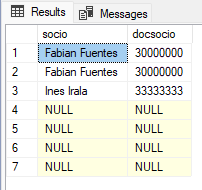 Results Messages
socio docsocio
1 Fabian Fuentes 30000000
2 Fabian Fuentes 30000000
3 Ines Irala 33333333
4 NULL NULL
5 NULL NULL
6 NULL NULL
7 NULL NULL